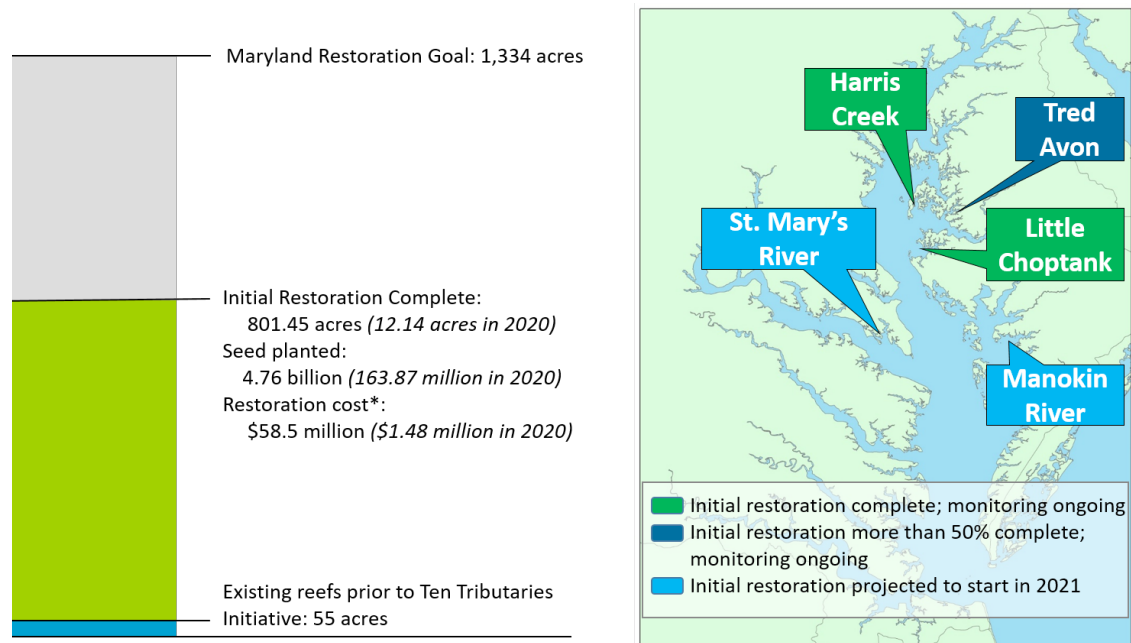 Maryland Restoration Goal: 1,334 acres
Initial Restoration Complete:
801.45 acres (12.14 acres in 2020)
Seed planted:
4.76 billion (163.87 million in 2020)
Restoration cost*:
$58.5 million ($1.48 million in 2020)
Existing reefs prior to Ten Tributaries
Initiative: 55 acres
Harris
Creek
Tred
Avon
St. Mary’s
River
Little
Choptank
Manokin
River
Initial restoration complete; monitoring ongoing
Initial restoration more than 50% complete;
monitoring ongoing
Initial restoration projected to start in 2021